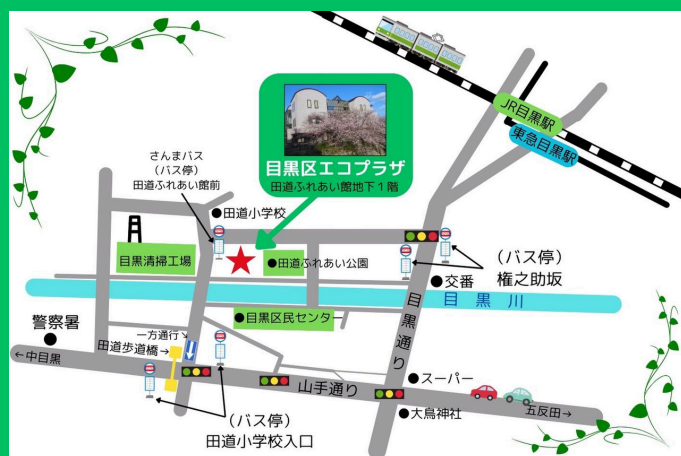 JR目黒駅
東急目黒駅
目黒区エコプラザ
田道ふれあい館地下1階
さんまバス
(バス停)
田道ふれあい館前
●田道小学校
目黒清掃工場
●田道ふれあい公園
(バス停)
権之助坂
●交番
目黒川
目黒通り
●目黒区民センター
警察署
●
←中目黒
一方通行↘
田道歩道橋→
山手通り
●スーパー
●大鳥神社
五反田→
(バス停)
田道小学校入口